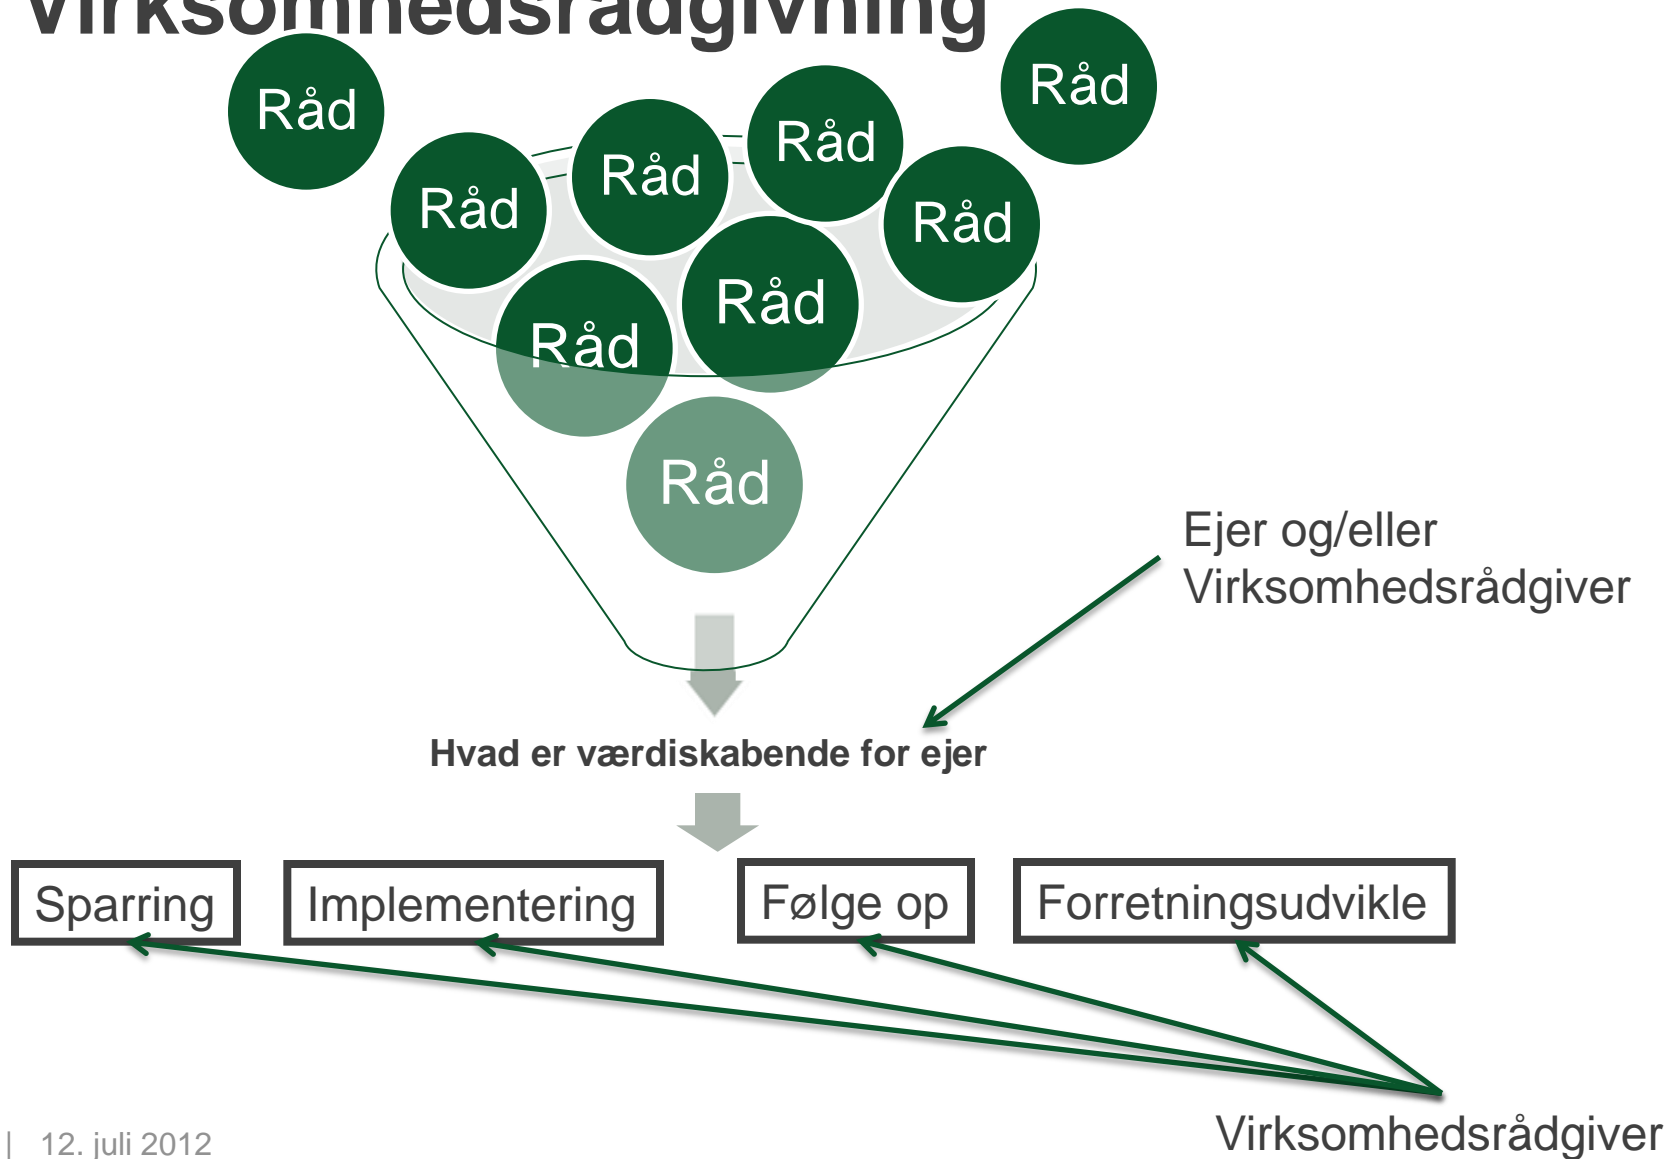 Virksomhedsrådgivning
Råd
Råd
Råd
Råd
Råd
Råd
Råd
Råd
Råd
Ejer og/eller
Virksomhedsrådgiver
Hvad er værdiskabende for ejer
Sparring
Implementering
Følge op
Forretningsudvikle
Virksomhedsrådgiver
| 12. juli 2012